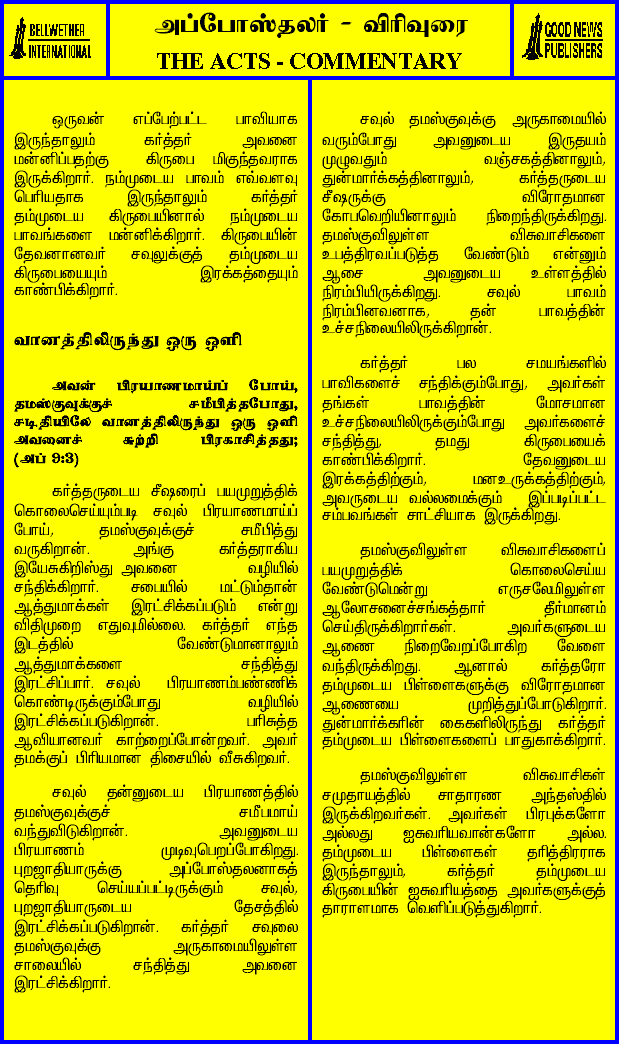 BELLWETHER
INTERNATIONAL
அப்போஸ்தலர் - விரிவுரை
THE ACTS - COMMENTARY
GOOD NEWS
PUBLISHERS
ஒருவன் எப்பேற்பட்ட பாவியாக
இருந்தாலும் கர்த்தர் அவனை
மன்னிப்பதற்கு கிருபை மிகுந்தவராக
இருக்கிறார். நம்முடைய பாவம் எவ்வளவு
பெரியதாக இருந்தாலும் கர்த்தர்
தம்முடைய கிருபையினால் நம்முடைய
பாவங்களை மன்னிக்கிறார். கிருபையின்
தேவனானவர் சவுலுக்குத் தம்முடைய
கிருபையையும் இரக்கத்தையும்
காண்பிக்கிறார்.
வானத்திலிருந்து ஒரு ஒளி
அவன் பிரயாணமாய்ப் போய்,
தமஸ்குவுக்குச் சமீபித்தபோது,
சடிதியிலே வானத்திலிருந்து ஒரு ஒளி
அவனைச் சுற்றி பிரகாசித்தது;
(அப் 9:3)
கர்த்தருடைய சீஷரைப் பயமுறுத்திக்
கொலைசெய்யும்படி சவுல் பிரயாணமாய்ப்
போய், தமஸ்குவுக்குச் சமீபித்து
வருகிறான். அங்கு கர்த்தராகிய
இயேசுகிறிஸ்து அவனை வழியில்
சந்திக்கிறார். சபையில் மட்டும்தான்
ஆத்துமாக்கள் இரட்சிக்கப்படும் என்று
விதிமுறை எதுவுமில்லை. கர்த்தர் எந்த
இடத்தில் வேண்டுமானாலும்
ஆத்துமாக்களை சந்தித்து
இரட்சிப்பார். சவுல் பிரயாணம்பண்ணிக்
கொண்டிருக்கும்போது வழியில்
இரட்சிக்கப்படுகிறான். பரிசுத்த
ஆவியானவர் காற்றைப்போன்றவர். அவர்
தமக்குப் பிரியமான திசையில் வீசுகிறவர்.
சவுல் தன்னுடைய பிரயாணத்தில்
தமஸ்குவுக்குச் சமீபமாய்
வந்துவிடுகிறான். அவனுடைய
பிரயாணம் முடிவுபெறப்போகிறது.
புறஜாதியாருக்கு அப்போஸ்தலனாகத்
தெரிவு செய்யப்பட்டிருக்கும் சவுல்,
புறஜாதியாருடைய தேசத்தில்
இரட்சிக்கப்படுகிறான். கர்த்தர் சவுலை
தமஸ்குவுக்கு அருகாமையிலுள்ள
சாலையில் சந்தித்து அவனை
இரட்சிக்கிறார்.
சவுல் தமஸ்குவுக்கு அருகாமையில்
வரும்போது அவனுடைய இருதயம்
முழுவதும் வஞ்சகத்தினாலும்,
துன்மார்க்கத்தினாலும், கர்த்தருடைய
சீஷருக்கு விரோதமான
கோபவெறியினாலும் நிறைந்திருக்கிறது.
தமஸ்குவிலுள்ள விசுவாசிகளை
உபத்திரவப்படுத்த வேண்டும் என்னும்
ஆசை அவனுடைய உள்ளத்தில்
நிரம்பியிருக்கிறது. சவுல் பாவம்
நிரம்பினவனாக, தன் பாவத்தின்
உச்சநிலையிலிருக்கிறான்.
கர்த்தர் பல சமயங்களில்
பாவிகளைச் சந்திக்கும்போது, அவர்கள்
தங்கள் பாவத்தின் மோசமான
உச்சநிலையிலிருக்கும்போது அவர்களைச்
சந்தித்து, தமது கிருபையைக்
காண்பிக்கிறார். தேவனுடைய
இரக்கத்திற்கும், மனஉருக்கத்திற்கும்,
அவருடைய வல்லமைக்கும் இப்படிப்பட்ட
சம்பவங்கள் சாட்சியாக இருக்கிறது.
தமஸ்குவிலுள்ள விசுவாசிகளைப்
பயமுறுத்திக் கொலைசெய்ய
வேண்டுமென்று எருசலேமிலுள்ள
ஆலோசனைச்சங்கத்தார் தீர்மானம்
செய்திருக்கிறார்கள். அவர்களுடைய
ஆணை நிறைவேறப்போகிற வேளை
வந்திருக்கிறது. ஆனால் கர்த்தரோ
தம்முடைய பிள்ளைகளுக்கு விரோதமான
ஆணையை முறித்துப்போடுகிறார்.
துன்மார்க்கரின் கைகளிலிருந்து கர்த்தர்
தம்முடைய பிள்ளைகளைப் பாதுகாக்கிறார்.
தமஸ்குவிலுள்ள விசுவாசிகள்
சமுதாயத்தில் சாதாரண அந்தஸ்தில்
இருக்கிறவர்கள். அவர்கள் பிரபுக்களோ
அல்லது ஐசுவரியவான்களோ அல்ல.
தம்முடைய பிள்ளைகள் தரித்திரராக
இருந்தாலும், கர்த்தர் தம்முடைய
கிருபையின் ஐசுவரியத்தை அவர்களுக்குத்
தாராளமாக வெளிப்படுத்துகிறார்.